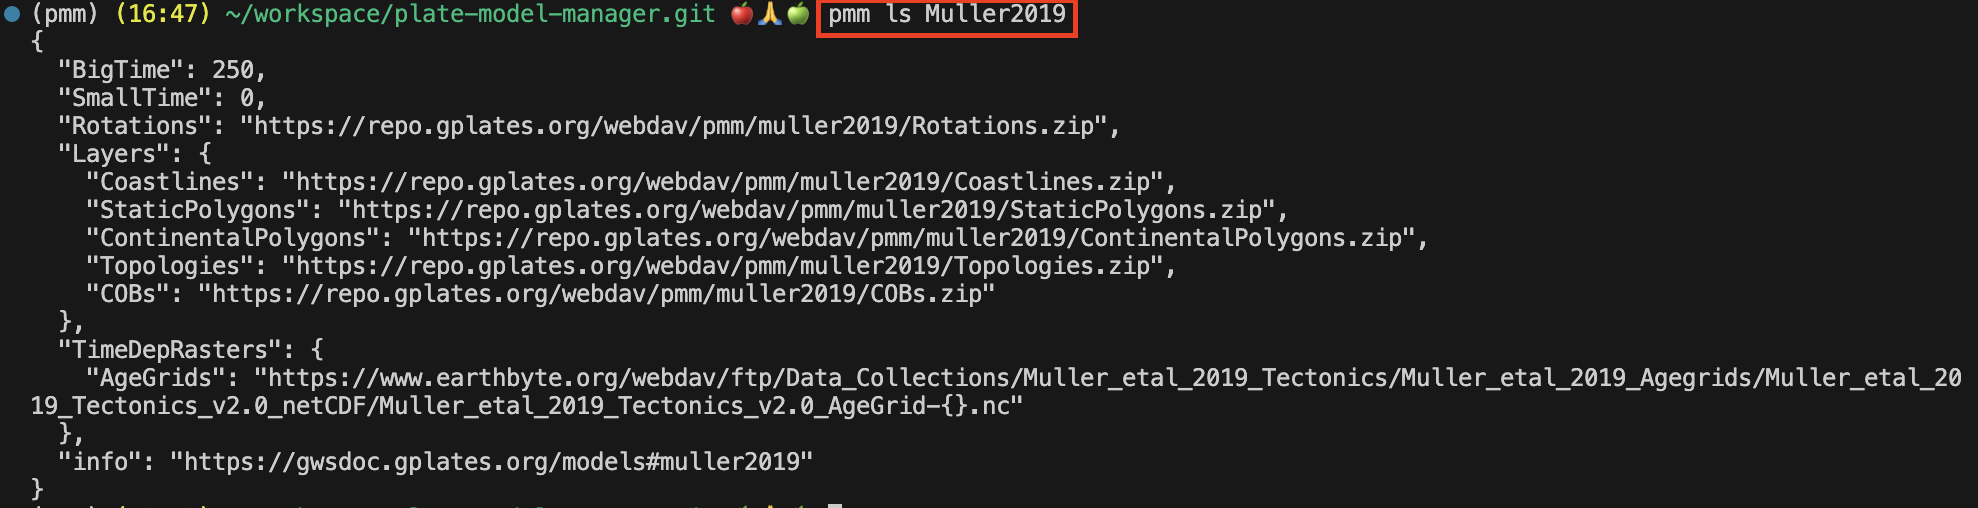 (pmm) (16:47) ~/workspace/plate-model-manager.git 🍎🙏🍏 pmm ls Muller2019
{
  "BigTime": 250,
  "SmallTime": 0,
  "Rotations": "https://repo.gplates.org/webdav/pmm/muller2019/Rotations.zip",
  "Layers": {
    "Coastlines": "https://repo.gplates.org/webdav/pmm/muller2019/Coastlines.zip",
    "StaticPolygons": "https://repo.gplates.org/webdav/pmm/muller2019/StaticPolygons.zip",
    "ContinentalPolygons": "https://repo.gplates.org/webdav/pmm/muller2019/ContinentalPolygons.zip",
    "Topologies": "https://repo.gplates.org/webdav/pmm/muller2019/Topologies.zip",
    "COBs": "https://repo.gplates.org/webdav/pmm/muller2019/COBs.zip"
  },
  "TimeDepRasters": {
    "AgeGrids": "https://www.earthbyte.org/webdav/ftp/Data_Collections/Muller_etal_2019_Tectonics/Muller_etal_2019_Agegrids/Muller_etal_20
19_Tectonics_v2.0_netCDF/Muller_etal_2019_Tectonics_v2.0_AgeGrid-{}.nc"
  },
  "info": "https://gwsdoc.gplates.org/models#muller2019"
}